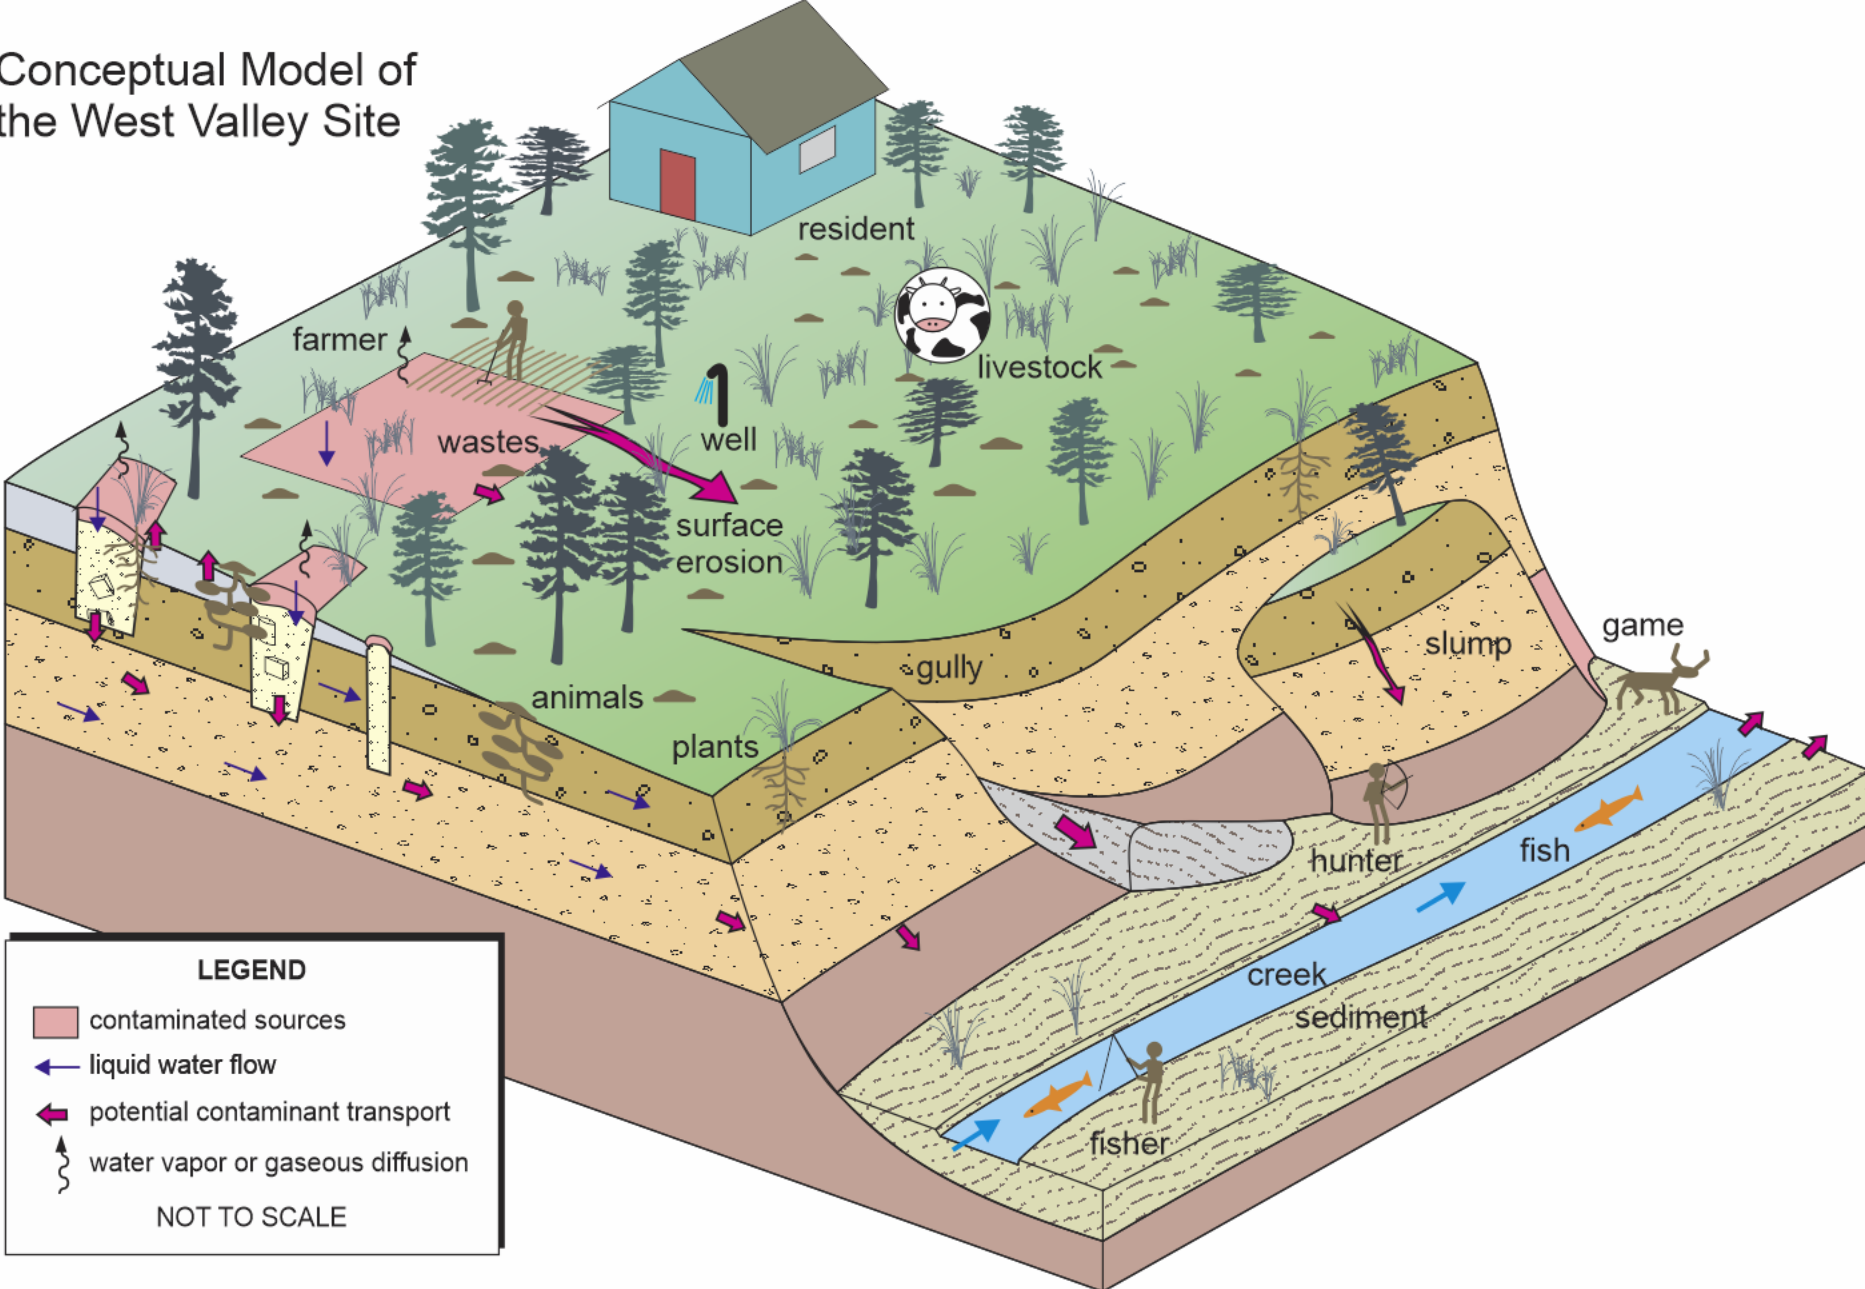 Conceptual Model of
the West Valley Site
resident
farmer
livestock
wastes
well
surface
erosion
slump
game
gully
animals
plants
hunter
fish
creek
sediment
fisher
LEGEND
contaminated sources
liquid water flow
potential contaminant transport
water vapor or gaseous diffusion
NOT TO SCALE